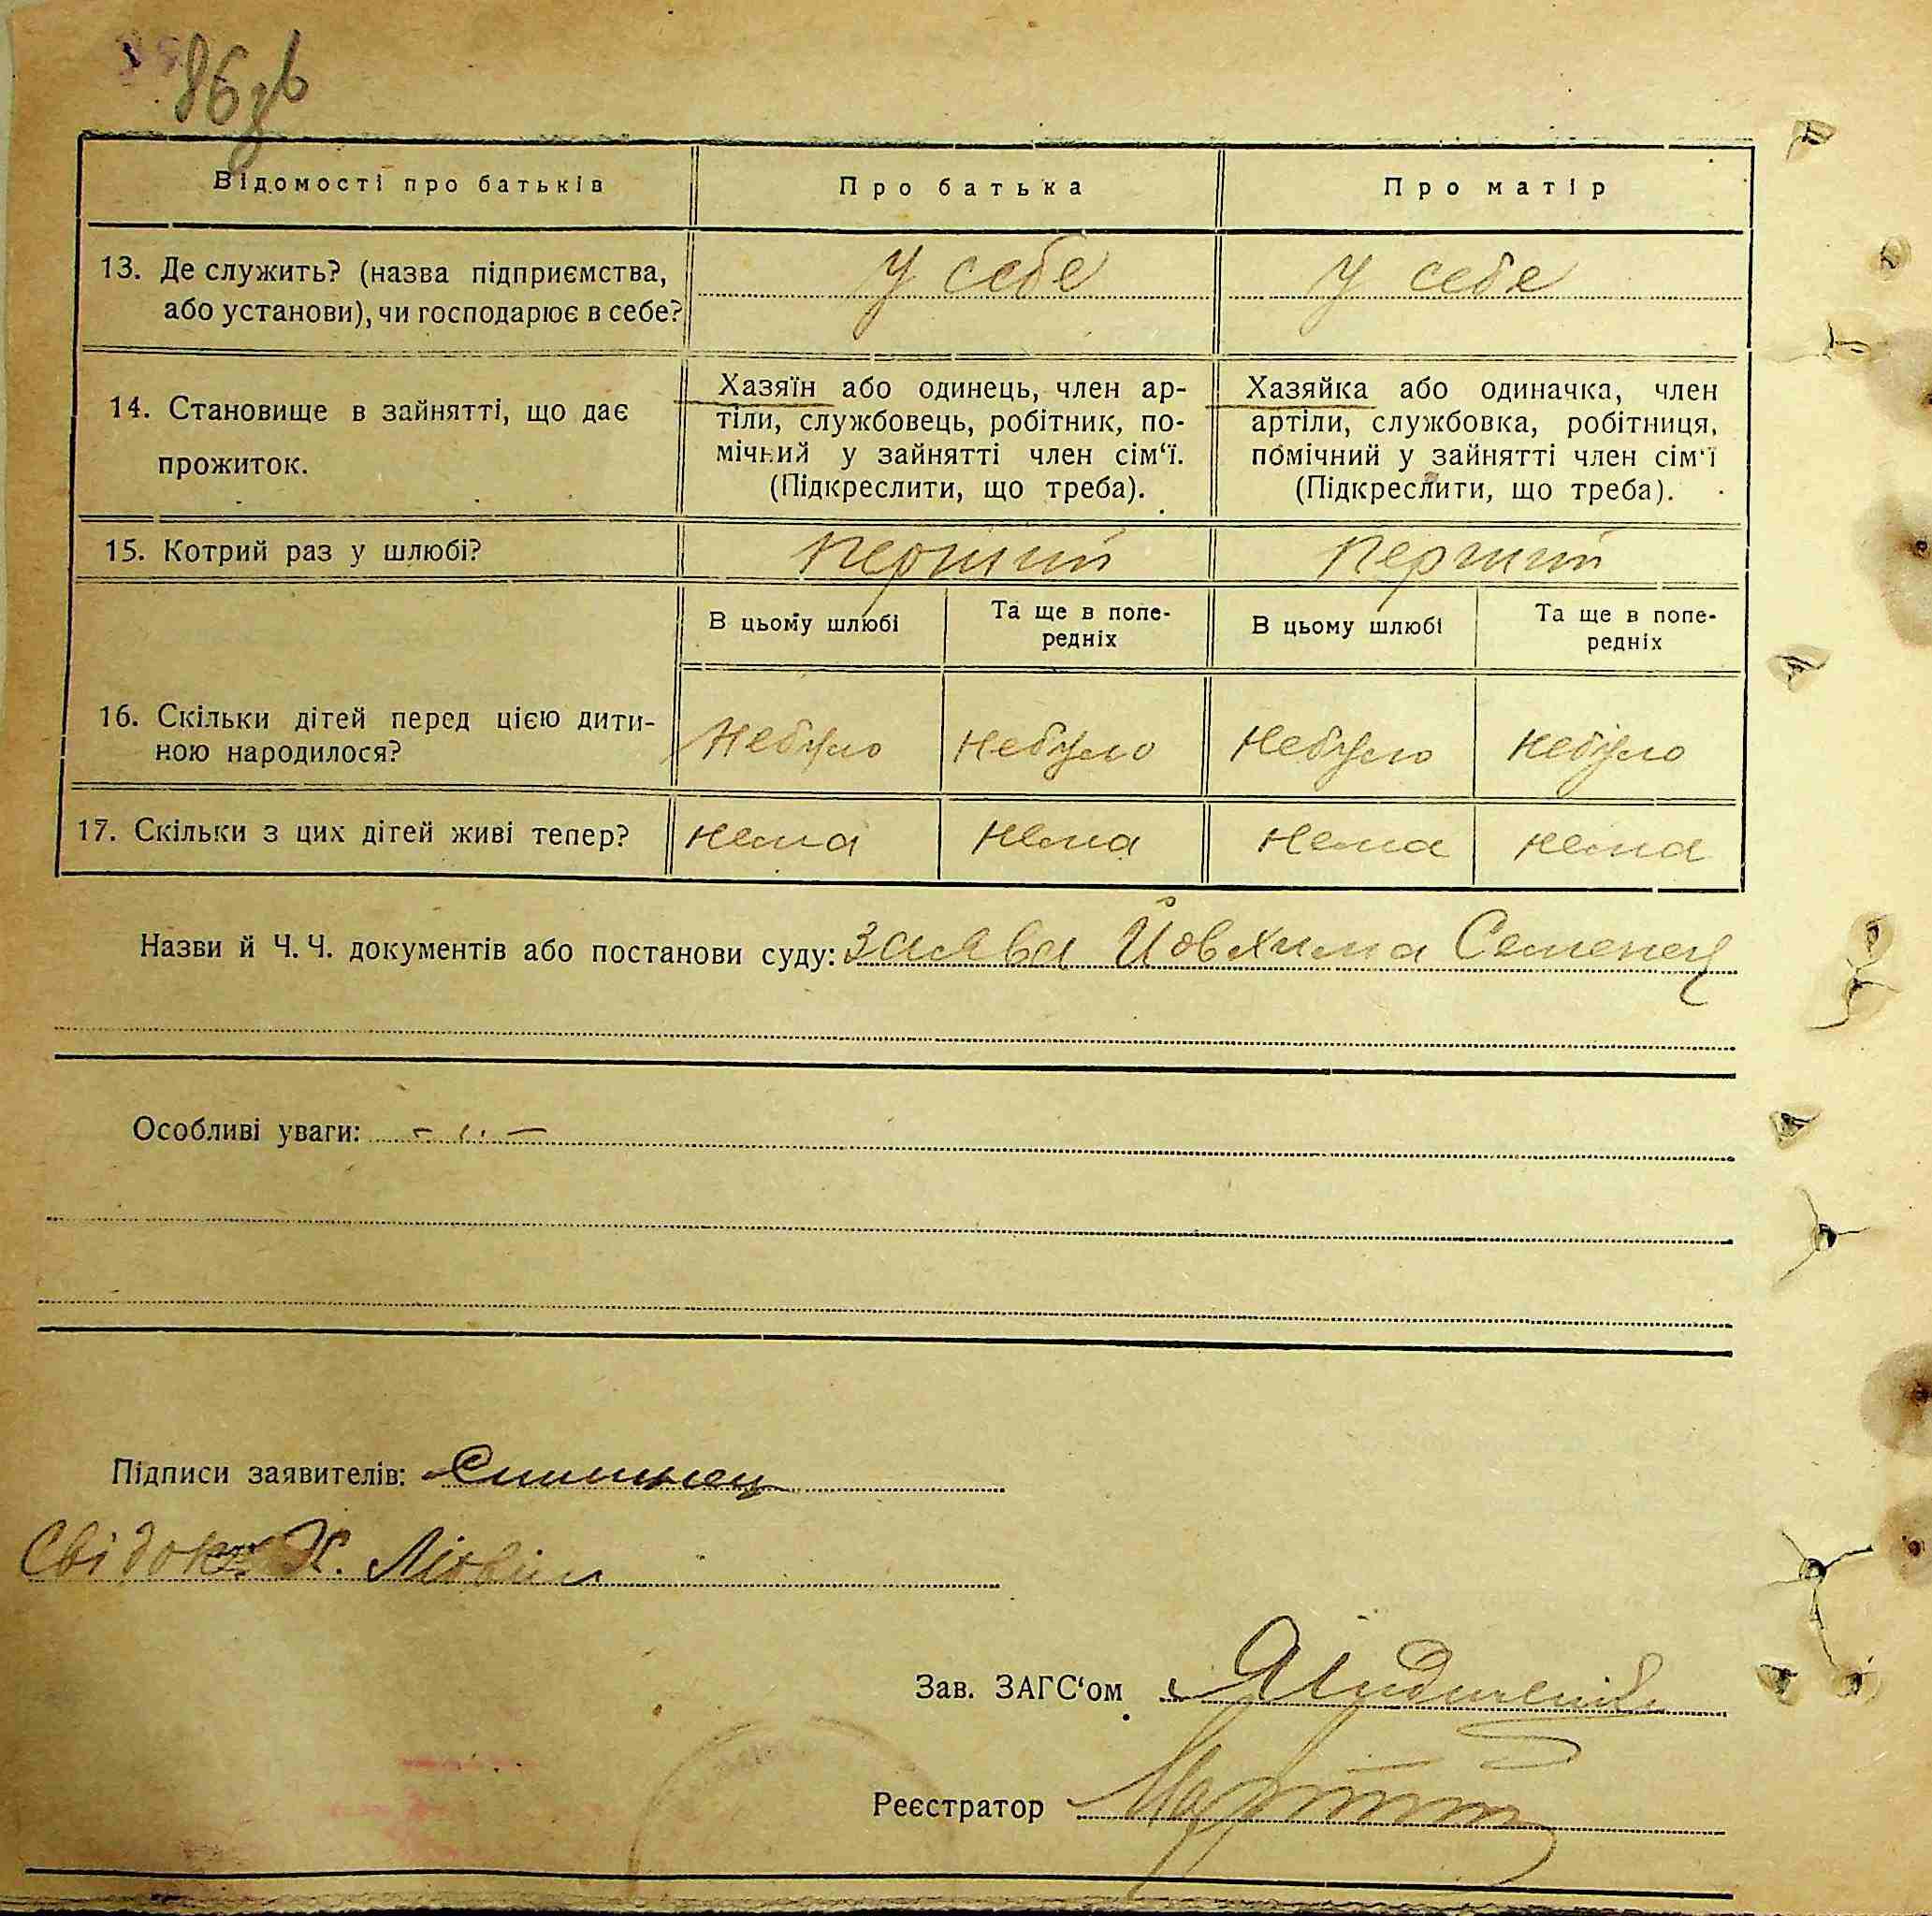 86 зв
Відомості про батьків
Про батька
Про матір
13. Де служить? (назва підприємства,
або установи), чи господарює в себе?
у себе
у себе
14. Становище в зайнятті, що дає
прожиток.
Хазяїн або одинець, член ар-
тіли, службовець, робітник, по-
мічний у зайнятті член сім'ї.
(Підкреслити, що треба).
Хазяйка або одиначка, член
артіли, службовка, робітниця,
помічний у зайнятті член сім'ї
(Підкреслити, що треба).
15. Котрий раз у шлюбі?
перший
перший
В цьому шлюбі
Та ще в попе-
редніх
В цьому шлюбі
Та ще в попе-
редніх
16. Скільки дітей перед цією дити-
ною народилося?
небуло
небуло
небуло
небуло
17. Скільки з цих дітей живі тепер?
нема
нема
нема
нема
Назви й Ч. Ч. документів або постанови суду: заява Йовхима Семенец
Особливі уваги: - ,, -
Підписи заявителів:
Свідок Х.
Зав. ЗАГС'ом
Реєстратор